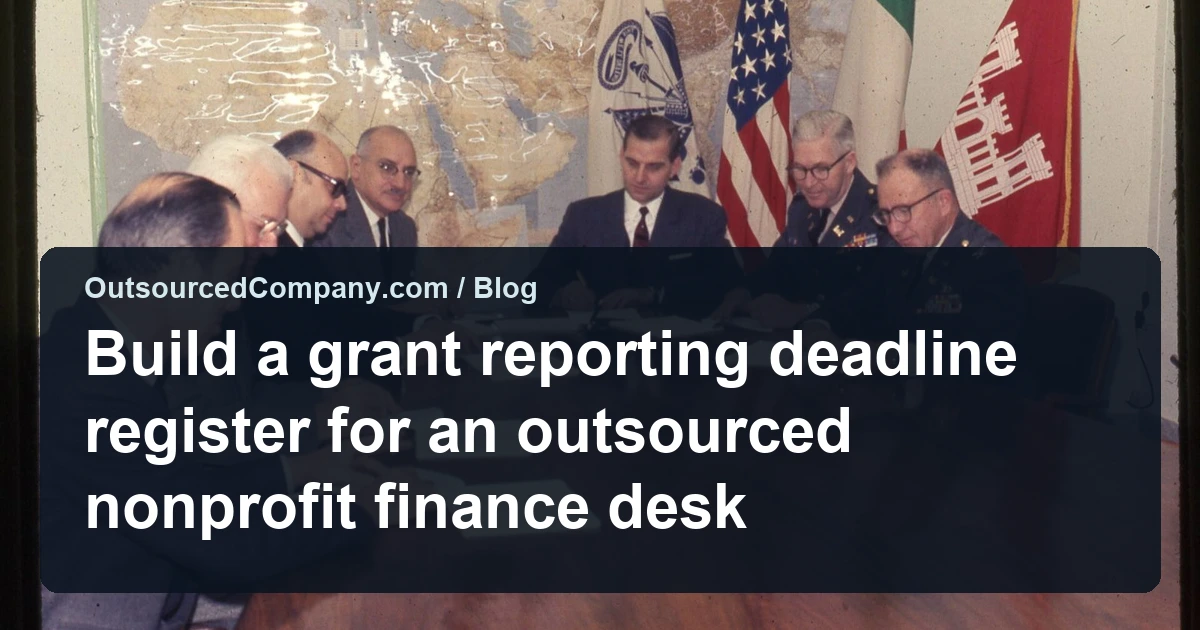 OutsourcedCompany.com / Blog
Build a grant reporting deadline
register for an outsourced
nonprofit finance desk